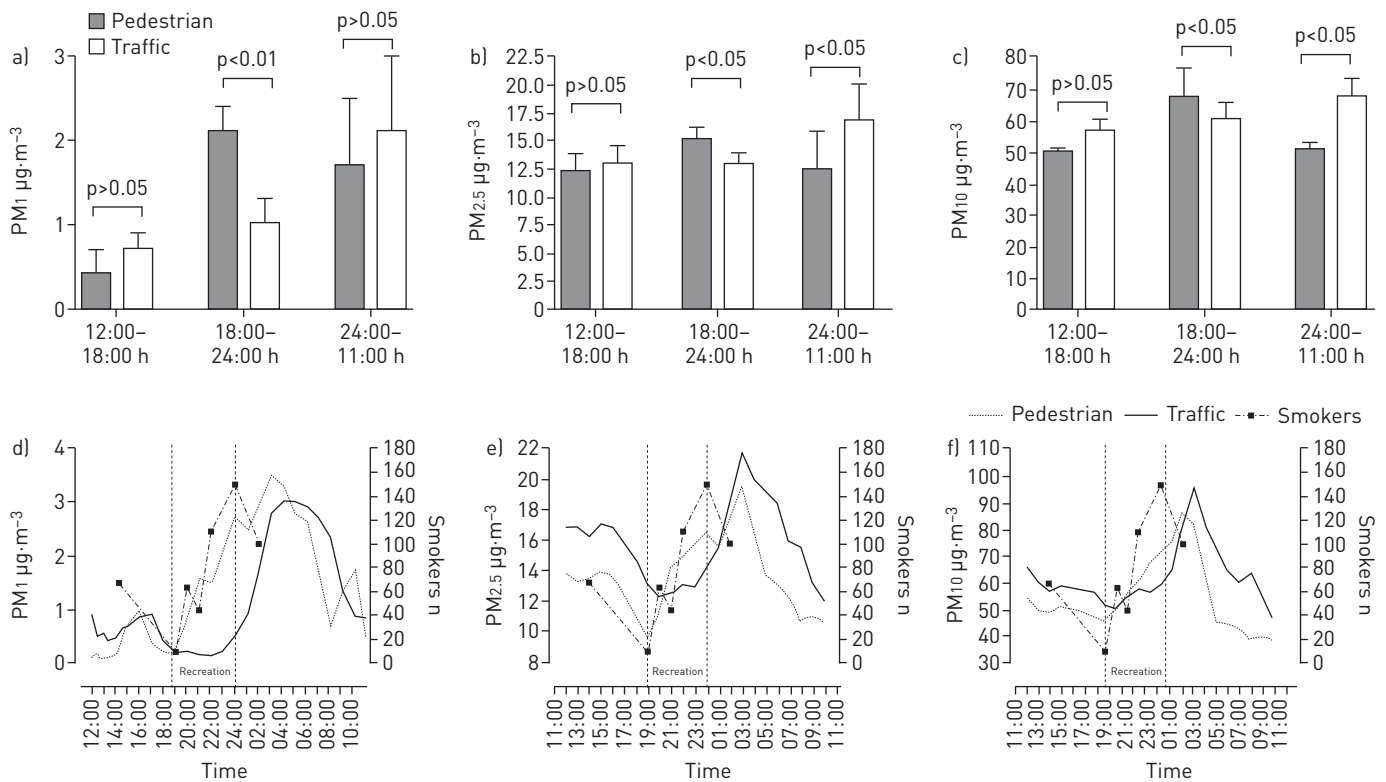 Pedestrian
Traffic
a)
PM1 µg·m–3
3
2
1
0
p>0.05
p<0.01
p>0.05
12:00–
18:00 h
18:00–
24:00 h
24:00–
11:00 h
b)
PM2.5 µg·m–3
22.5
20.0
17.5
15.0
12.5
10.0
7.5
5.0
2.5
0
p>0.05
p<0.05
p<0.05
12:00–
18:00 h
18:00–
24:00 h
24:00–
11:00 h
c)
PM10 µg·m–3
80
70
60
50
40
30
20
10
0
p>0.05
p<0.05
p<0.05
12:00–
18:00 h
18:00–
24:00 h
24:00–
11:00 h
Pedestrian Traffic Smokers
d)
PM1 µg·m–3
4
3
2
1
0
180
160
140
120
100
80
60
40
20
0
Smokers n
Recreation
12:00
14:00
16:00
18:00
20:00
22:00
24:00
02:00
04:00
06:00
08:00
10:00
Time
e)
PM2.5 µg·m–3
22
20
18
16
14
12
10
8
180
160
140
120
100
80
60
40
20
0
Smokers n
Recreation
11:00
13:00
15:00
17:00
19:00
21:00
23:00
01:00
03:00
05:00
07:00
09:00
11:00
Time
f)
PM10 µg·m–3
110
100
90
80
70
60
50
40
30
180
160
140
120
100
80
60
40
20
0
Smokers n
Recreation
11:00
13:00
15:00
17:00
19:00
21:00
23:00
01:00
03:00
05:00
07:00
09:00
11:00
Time